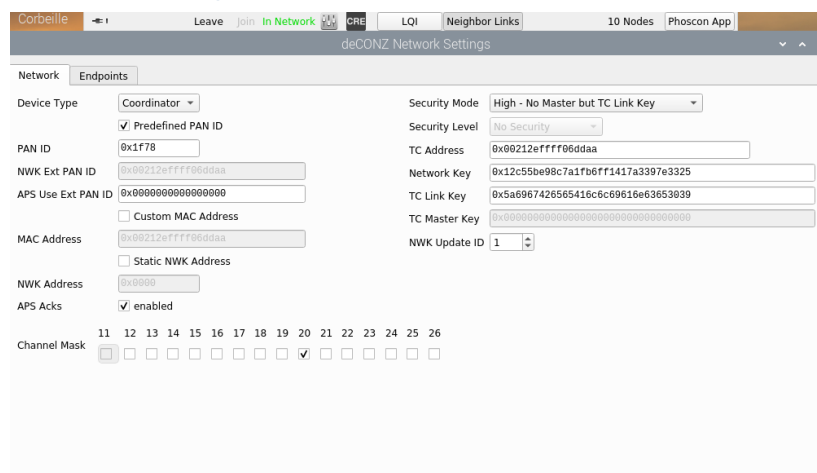 Corbeille Leave Join In Network CRE LQI Neighbor Links 10 Nodes Phoscon App
deCONZ Network Settings
Network Endpoints
Device Type Coordinator Security Mode High - No Master but TC Link Key
Predefined PAN ID Security Level No Security
PAN ID 0x1f78 TC Address 0x00212effff06ddaa
NWK Ext PAN ID 0x00212effff06ddaa Network Key 0x12c55be98c7a1fb6ff1417a3397e3325
APS Use Ext PAN ID 0x0000000000000000 TC Link Key 0x5a6967426565416c6c69616e63653039
Custom MAC Address TC Master Key 0x00000000000000000000000000000000
MAC Address 0x00212effff06ddaa NWK Update ID 1
Static NWK Address
NWK Address 0x0000
APS Acks enabled
11 12 13 14 15 16 17 18 19 20 21 22 23 24 25 26
Channel Mask